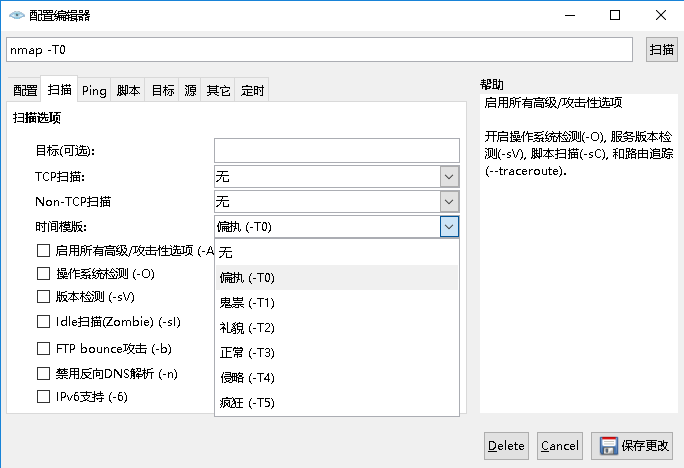 配置编辑器
nmap -T0
扫描
配置 扫描 Ping 脚本 目标 源 其它 定时
扫描选项
目标(可选):
TCP扫描: 无
Non-TCP扫描 无
时间模版: 偏执 (-T0)
无
偏执 (-T0)
鬼祟 (-T1)
礼貌 (-T2)
正常 (-T3)
侵略 (-T4)
疯狂 (-T5)
启用所有高级/攻击性选项 (-A
操作系统检测 (-O)
版本检测 (-sV)
Idle扫描(Zombie) (-sI)
FTP bounce攻击 (-b)
禁用反向DNS解析 (-n)
IPv6支持 (-6)
帮助
启用所有高级/攻击性选项
开启操作系统检测(-O), 服务版本检
测(-sV), 脚本扫描(-sC), 和路由追踪
(--traceroute).
Delete Cancel 保存更改